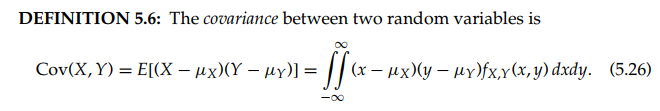 DEFINITION 5.6: The covariance between two random variables is
Cov(X, Y) = E[(X − μX)(Y − μY)] = ∬_{−∞}^{∞} (x − μX)(y − μY)fX,Y(x, y) dxdy. (5.26)